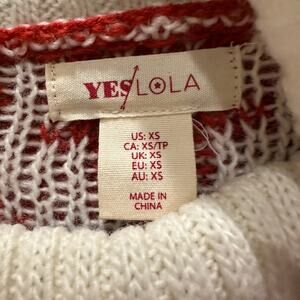 YES/LOLA
US: XS
CA: XS/TP
UK: XS
EU: XS
AU: XS
MADE IN
CHINA